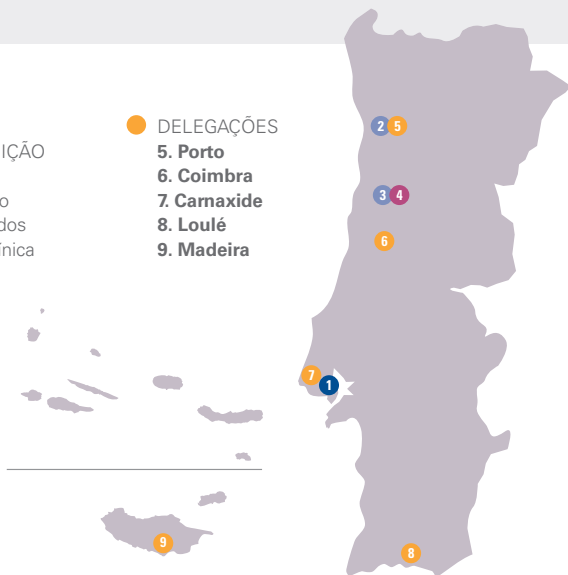 IÇÃO
o
dos
ínica
DELEGAÇÕES
5. Porto
6. Coimbra
7. Carnaxide
8. Loulé
9. Madeira
2 5
3 4
6
7
1
9
8